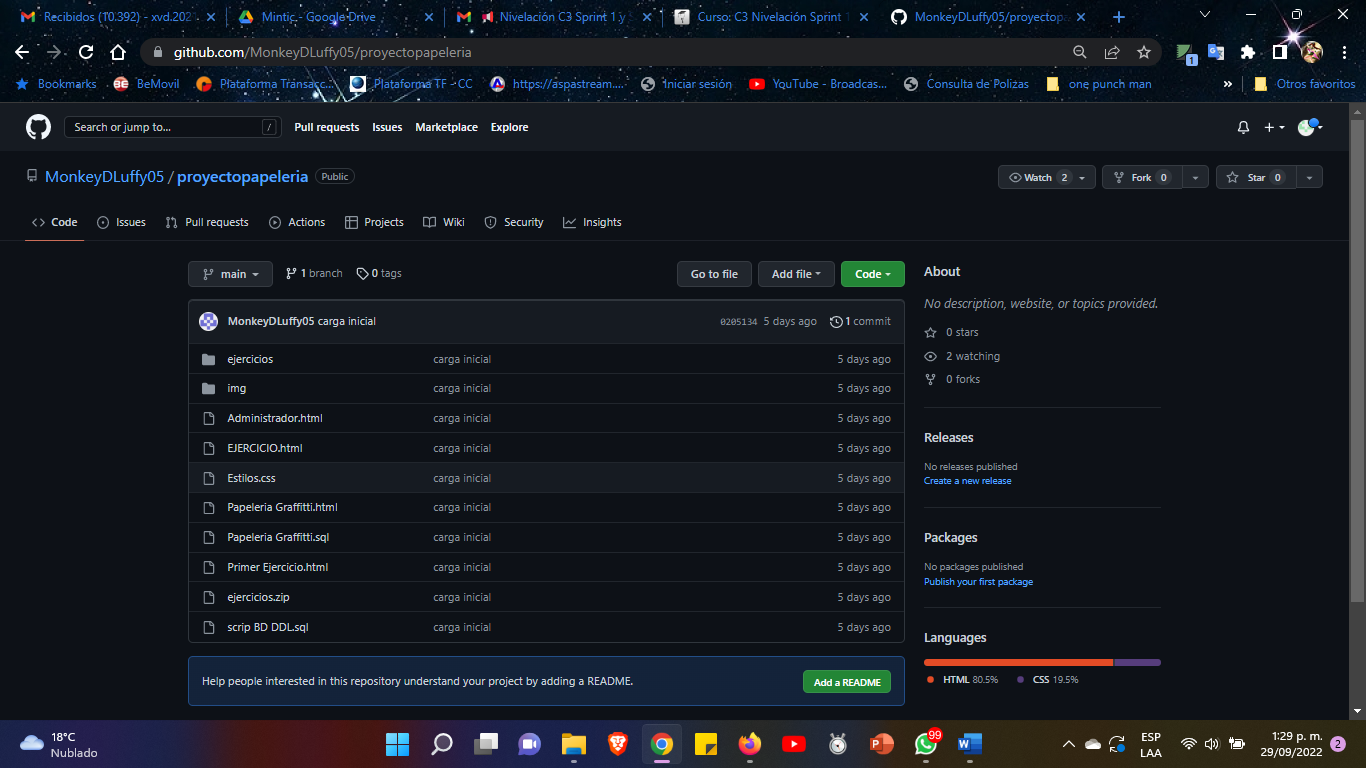 Recibidos (10.392) - xvd.202
Mintic - Google Drive
Nivelación C3 Sprint 1 y S
Curso: C3 Nivelación Sprint 1
MonkeyDLuffy05/proyectopa
github.com/MonkeyDLuffy05/proyectopapeleria
1
Bookmarks
BeMovil
Plataforma Transacc...
Plataforma TF - CC
https://aspastream....
Iniciar sesión
YouTube - Broadcas...
Consulta de Polizas
one punch man
»
Otros favoritos
Search or jump to... /
Pull requests Issues Marketplace Explore
MonkeyDLuffy05 / proyectopapeleria Public
Watch 2
Fork 0
Star 0
Code Issues Pull requests Actions Projects Wiki Security Insights
main 1 branch 0 tags
Go to file Add file Code
MonkeyDLuffy05 carga inicial 0205134 5 days ago 1 commit
ejercicios carga inicial 5 days ago
img carga inicial 5 days ago
Administrador.html carga inicial 5 days ago
EJERCICIO.html carga inicial 5 days ago
Estilos.css carga inicial 5 days ago
Papeleria Graffitti.html carga inicial 5 days ago
Papeleria Graffitti.sql carga inicial 5 days ago
Primer Ejercicio.html carga inicial 5 days ago
ejercicios.zip carga inicial 5 days ago
scrip BD DDL.sql carga inicial 5 days ago
Help people interested in this repository understand your project by adding a README.
Add a README
About
No description, website, or topics provided.
0 stars
2 watching
0 forks
Releases
No releases published
Create a new release
Packages
No packages published
Publish your first package
Languages
HTML 80.5% CSS 19.5%
18°C
Nublado
99
ESP
LAA
1:29 p. m.
29/09/2022
2